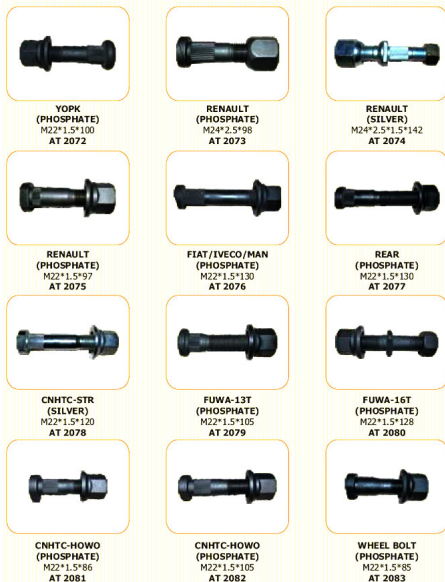 YOPK
(PHOSPHATE)
M22*1.5*100
AT 2072
RENAULT
(PHOSPHATE)
M24*2.5*98
AT 2073
RENAULT
(SILVER)
M24*2.5*1.5*142
AT 2074
RENAULT
(PHOSPHATE)
M22*1.5*97
AT 2075
FIAT/IVECO/MAN
(PHOSPHATE)
M22*1.5*130
AT 2076
REAR
(PHOSPHATE)
M22*1.5*130
AT 2077
CNHTC-STR
(SILVER)
M22*1.5*120
AT 2078
FUWA-13T
(PHOSPHATE)
M22*1.5*105
AT 2079
FUWA-16T
(PHOSPHATE)
M22*1.5*128
AT 2080
CNHTC-HOWO
(PHOSPHATE)
M22*1.5*86
AT 2081
CNHTC-HOWO
(PHOSPHATE)
M22*1.5*105
AT 2082
WHEEL BOLT
(PHOSPHATE)
M22*1.5*85
AT 2083